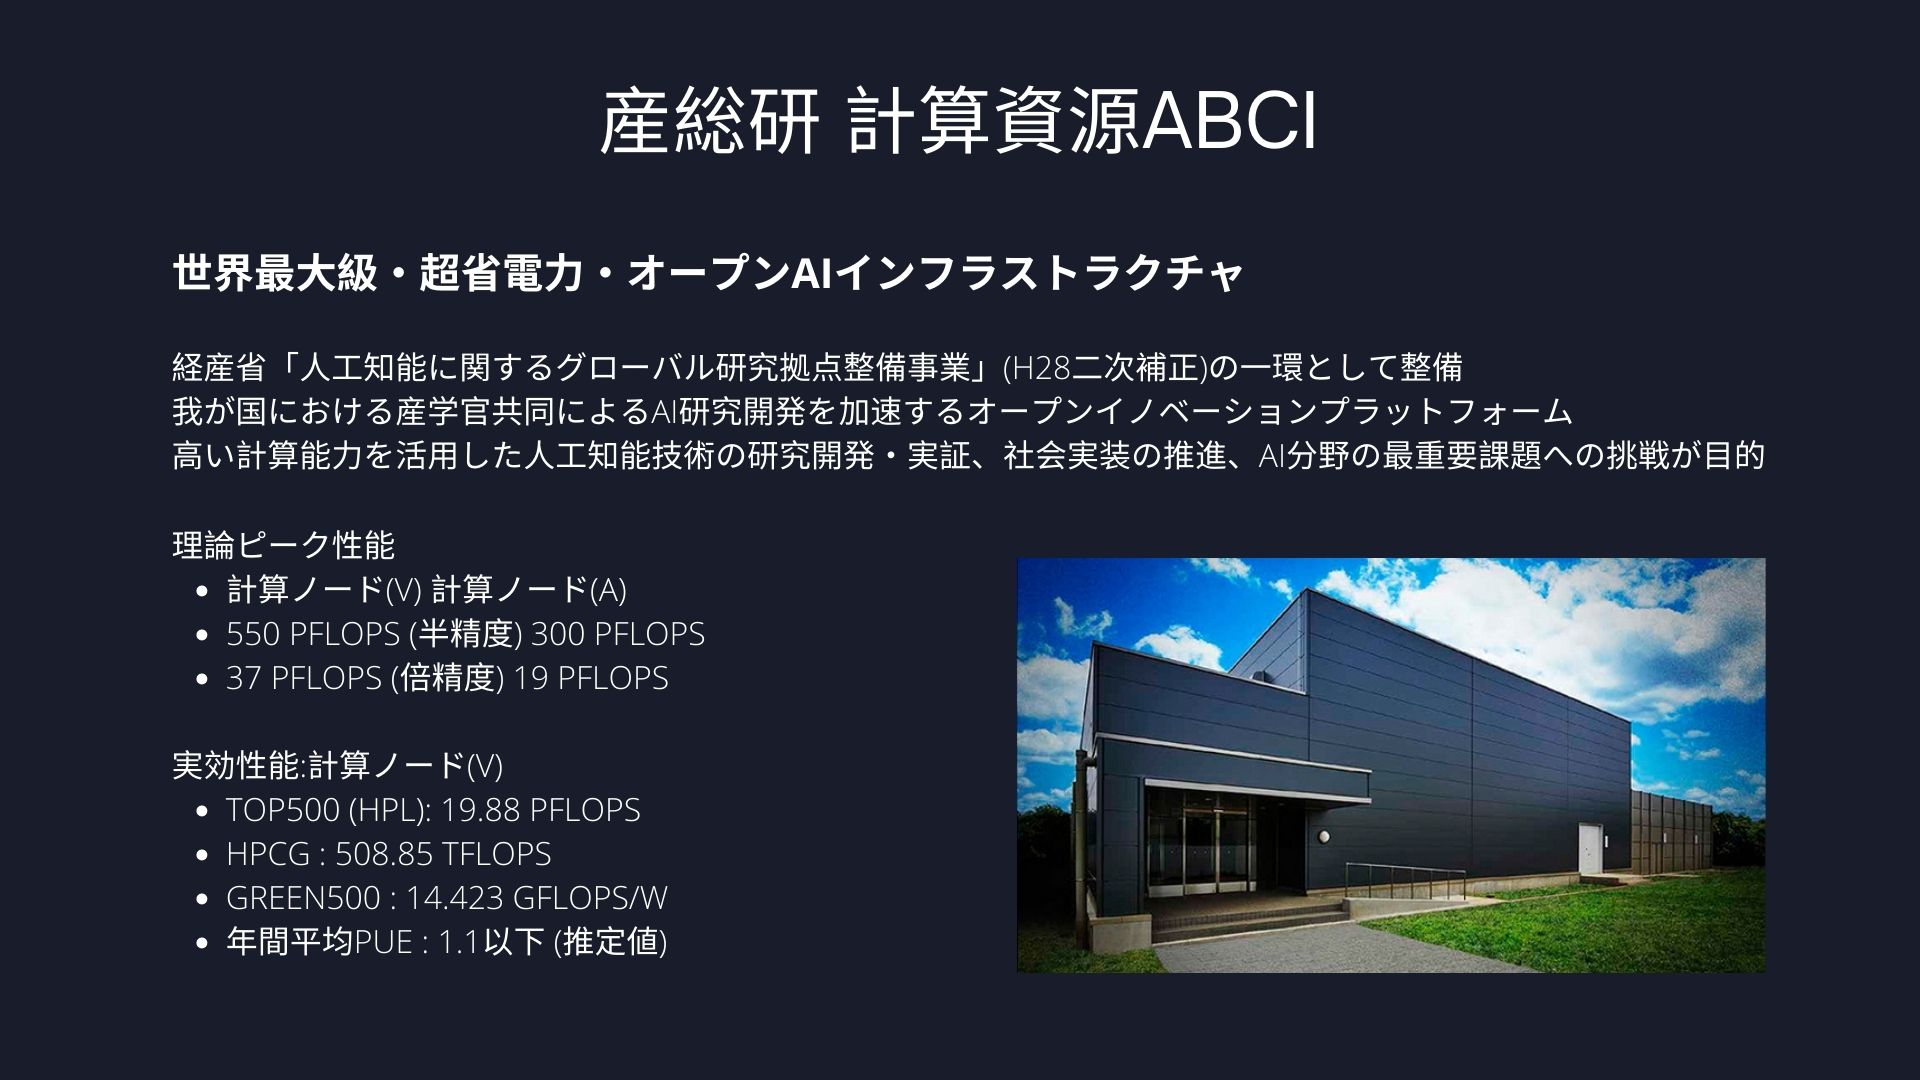 産総研 計算資源ABCI
世界最大級・超省電力・オープンAIインフラストラクチャ
経産省「人工知能に関するグローバル研究拠点整備事業」(H28二次補正)の一環として整備
我が国における産学官共同によるAI研究開発を加速するオープンイノベーションプラットフォーム
高い計算能力を活用した人工知能技術の研究開発・実証、社会実装の推進、AI分野の最重要課題への挑戦が目的
理論ピーク性能
• 計算ノード(V) 計算ノード(A)
• 550 PFLOPS (半精度) 300 PFLOPS
• 37 PFLOPS (倍精度) 19 PFLOPS
実効性能:計算ノード(V)
• TOP500 (HPL): 19.88 PFLOPS
• HPCG : 508.85 TFLOPS
• GREEN500 : 14.423 GFLOPS/W
• 年間平均PUE : 1.1以下 (推定値)